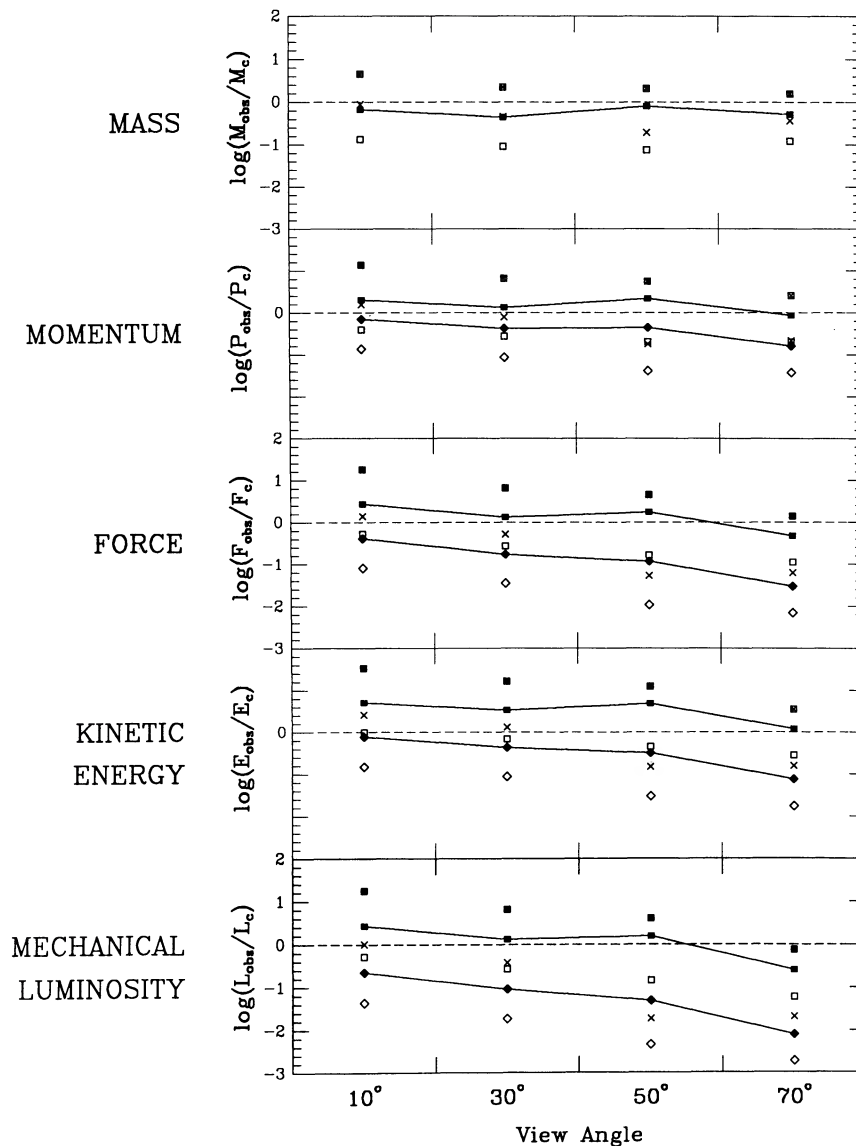 2
1
MASS
log(M_obs/M_c)
0
-1
-2
-3
MOMENTUM
log(P_obs/P_c)
0
2
1
FORCE
log(F_obs/F_c)
0
-1
-2
-3
KINETIC
ENERGY
log(E_obs/E_c)
0
2
1
MECHANICAL
LUMINOSITY
log(L_obs/L_c)
0
-1
-2
-3
10° 30° 50° 70°
View Angle